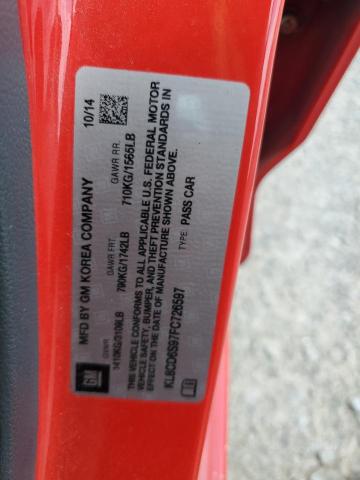 MFD BY GM KOREA COMPANY 10/14
GVWR GAWR FRT. GAWR RR.
1410KG/3109LB 790KG/1742LB 710KG/1565LB
THIS VEHICLE CONFORMS TO ALL APPLICABLE U.S. FEDERAL MOTOR
VEHICLE SAFETY, BUMPER, AND THEFT PREVENTION STANDARDS IN
EFFECT ON THE DATE OF MANUFACTURE SHOWN ABOVE.
TYPE: PASS CAR
KL8CD6S97FC726597
GM